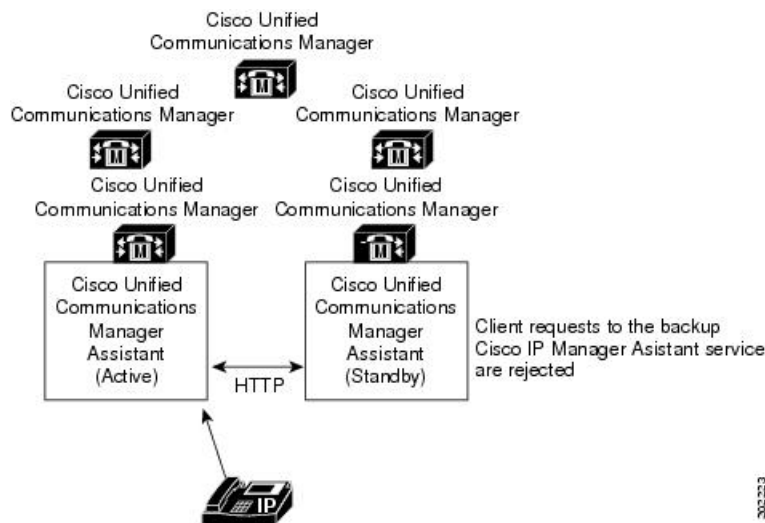 Cisco Unified
Communications Manager
Cisco Unified
Communications Manager
Cisco Unified
Communications Manager
Cisco Unified
Communications Manager
Cisco Unified
Communications Manager
M
M
M
M
M
Cisco Unified
Communications
Manager
Assistant
(Active)
HTTP
Cisco Unified
Communications
Manager
Assistant
(Standby)
Client requests to the backup
Cisco IP Manager Asistant service
are rejected
IP